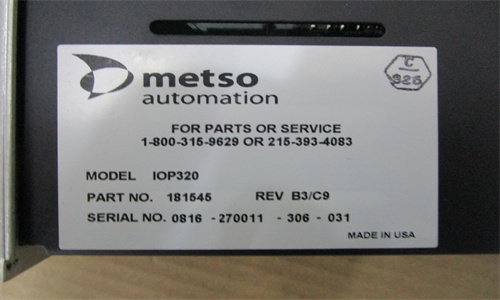 metso
automation
C
826
FOR PARTS OR SERVICE
1-800-315-9629 OR 215-393-4083
MODEL IOP320
PART NO. 181545 REV B3/C9
SERIAL NO. 0816 - 270011 - 306 - 031
MADE IN USA